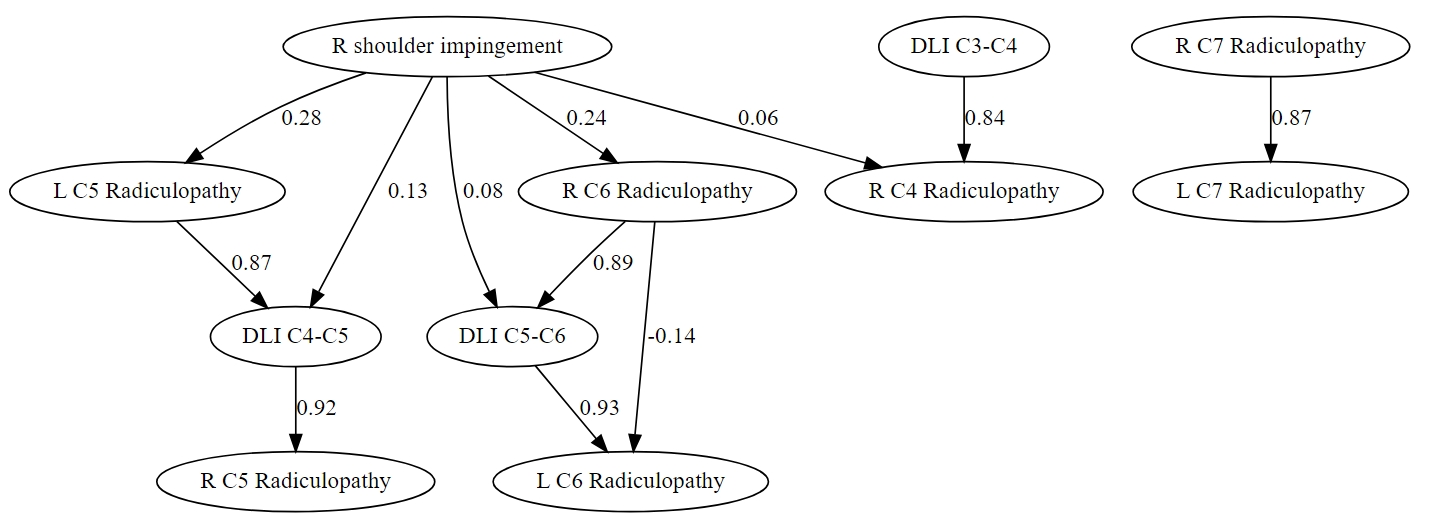 R shoulder impingement
DLI C3-C4
R C7 Radiculopathy
0.28
0.24
0.06
0.84
0.87
L C5 Radiculopathy
0.13
0.08
R C6 Radiculopathy
R C4 Radiculopathy
L C7 Radiculopathy
0.87
0.89
DLI C4-C5
DLI C5-C6
-0.14
0.92
0.93
R C5 Radiculopathy
L C6 Radiculopathy